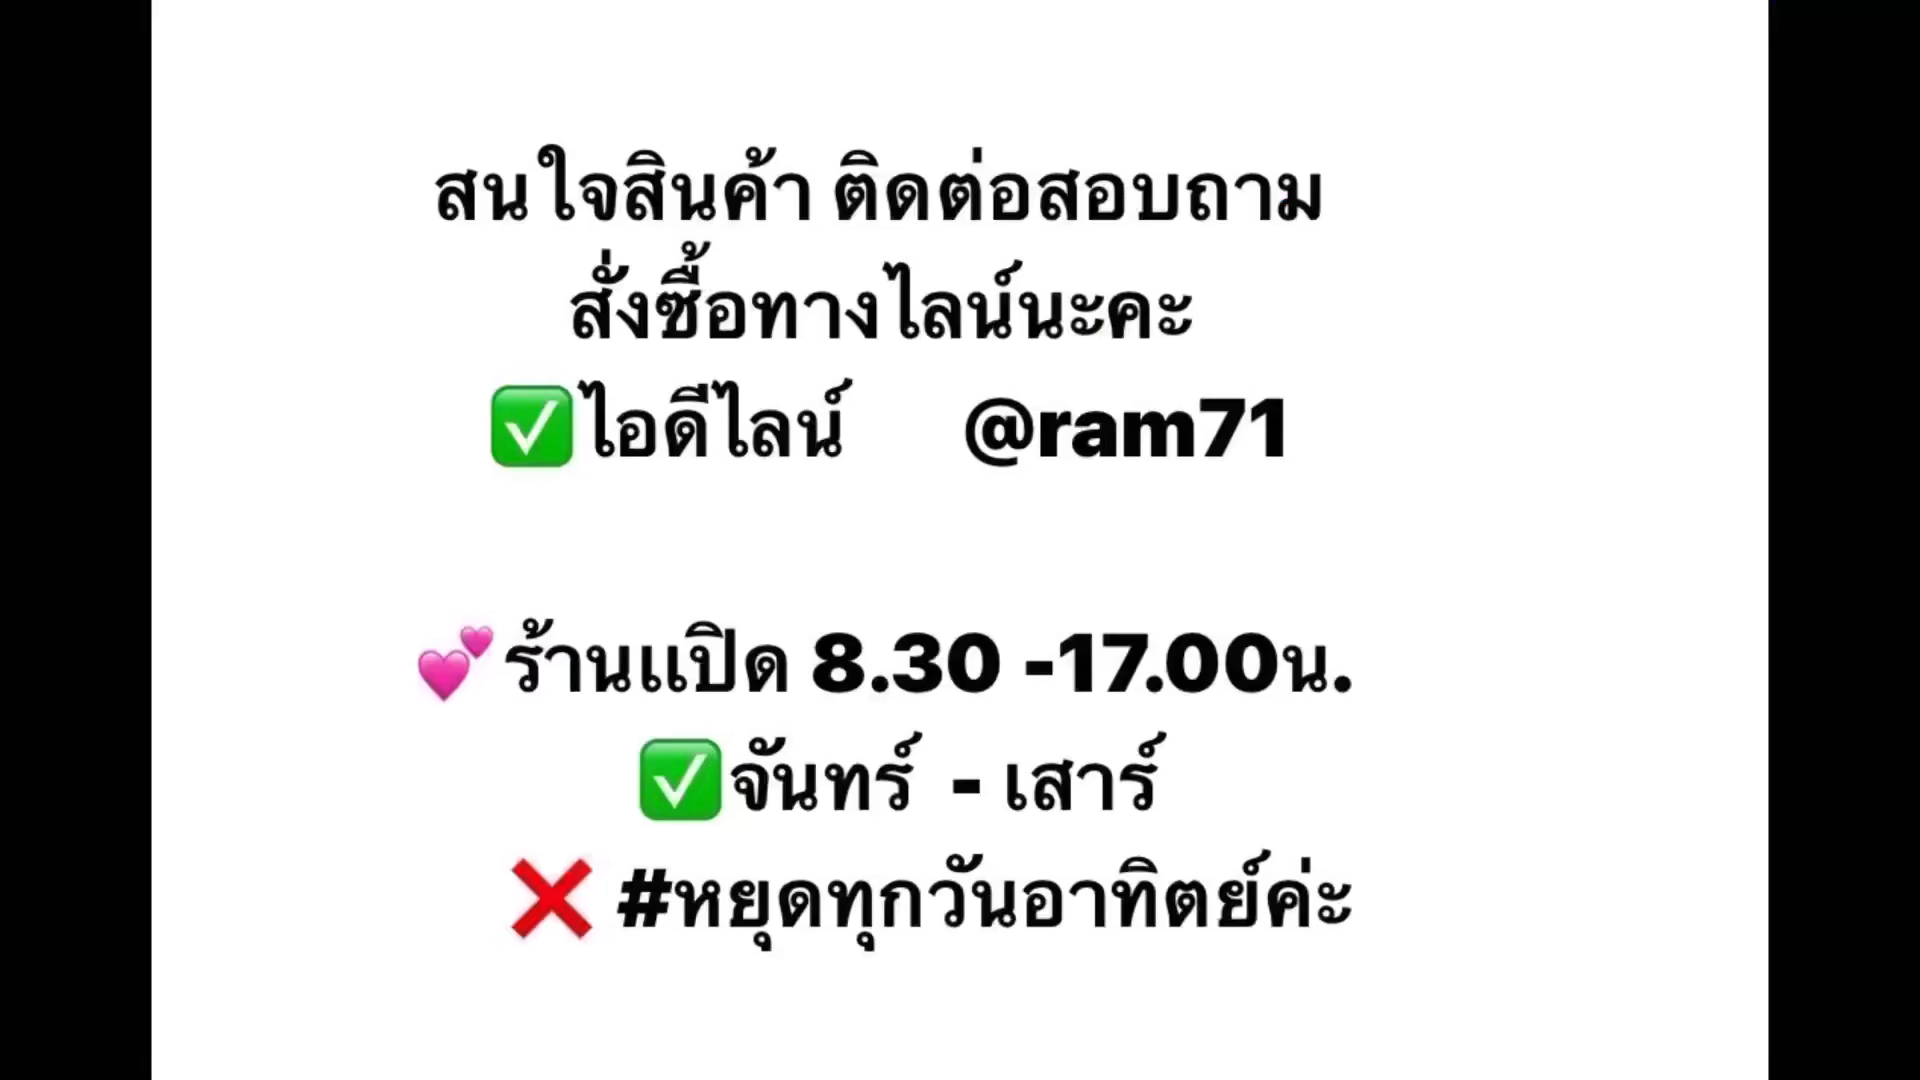 สนใจสินค้า ติดต่อสอบถาม
สั่งซื้อทางไลน์นะคะ
✅ไอดีไลน์ @ram71
💕ร้านเปิด 8.30 -17.00น.
✅จันทร์ - เสาร์
❌ #หยุดทุกวันอาทิตย์ค่ะ